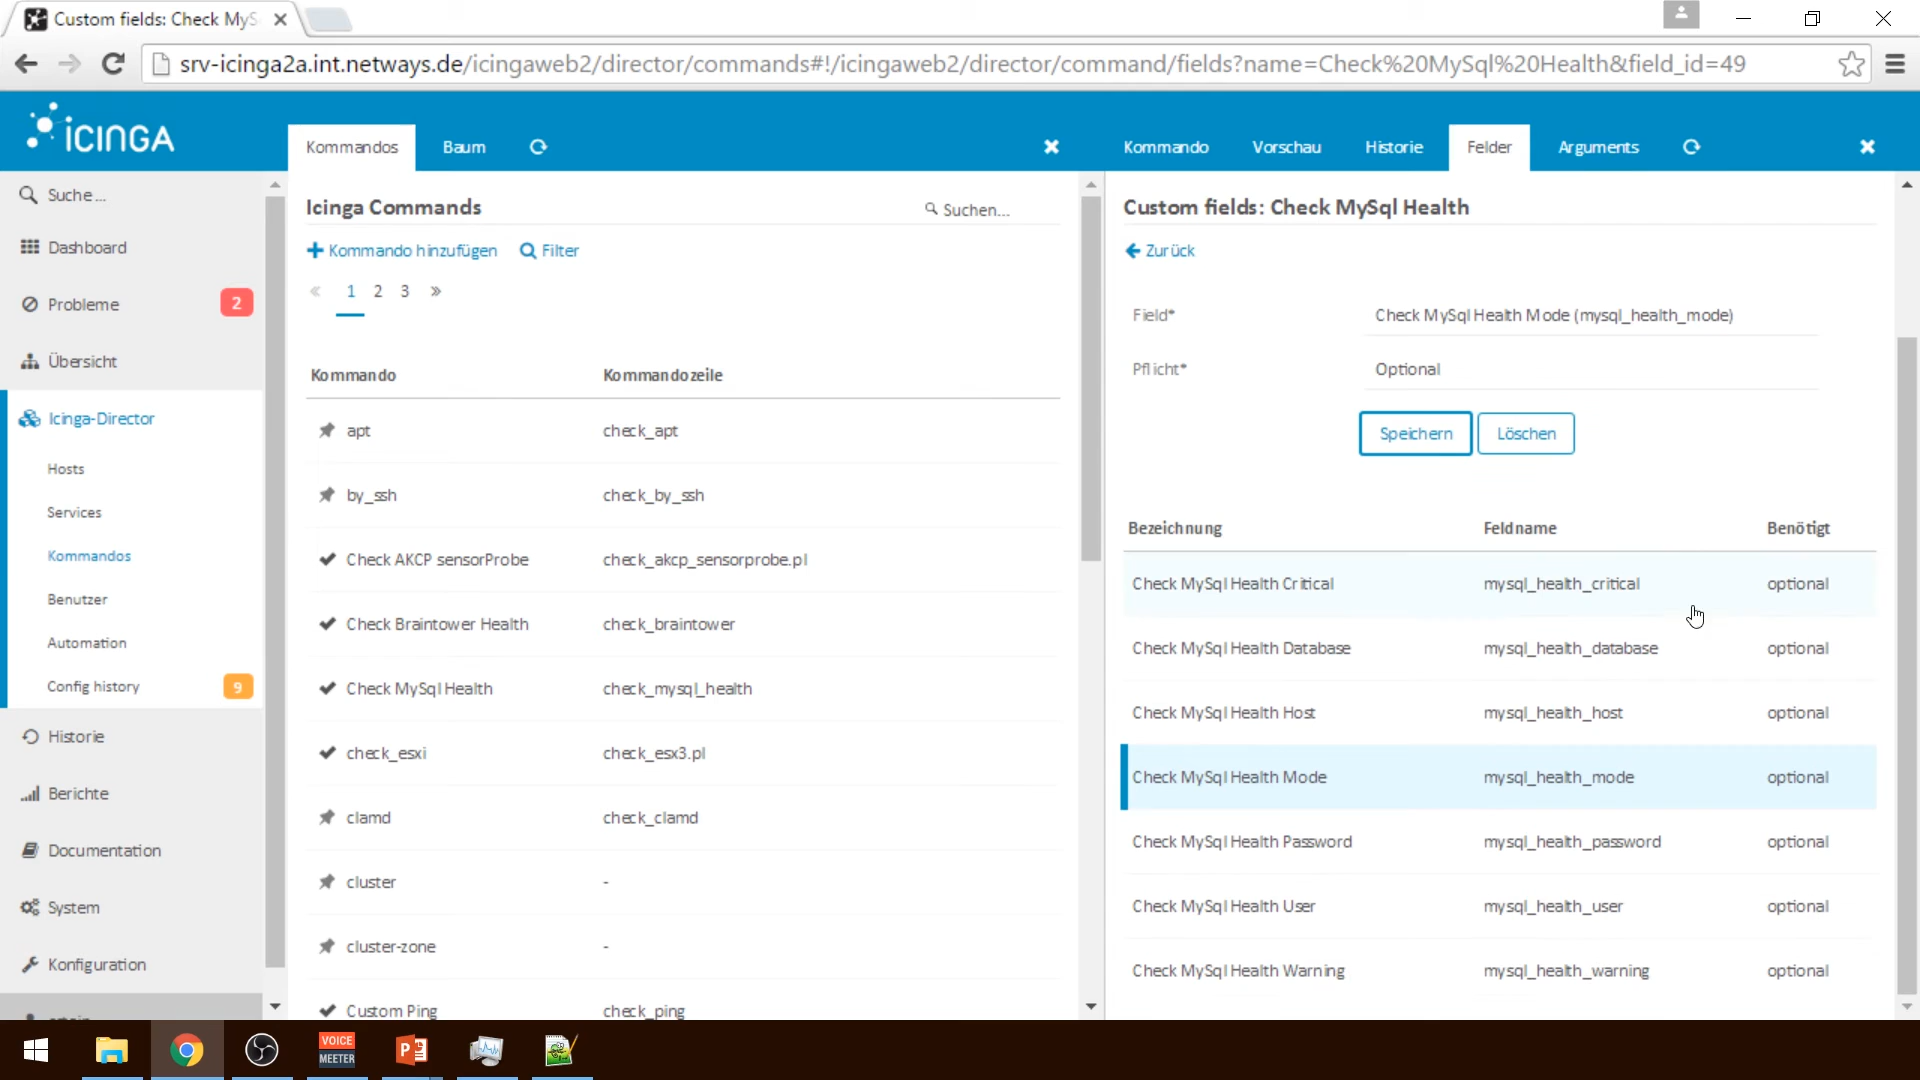 Custom fields: Check MyS
srv-icinga2a.int.netways.de/icingaweb2/director/commands#!/icingaweb2/director/command/fields?name=Check%20MySql%20Health&field_id=49
ICINGA
Suche ...
Dashboard
Probleme 2
Übersicht
Icinga-Director
Hosts
Services
Kommandos
Benutzer
Automation
Config history 9
Historie
Berichte
Documentation
System
Konfiguration
Kommandos Baum
Icinga Commands Suchen...
Kommando hinzufügen Filter
« 1 2 3 »
Kommando Kommandozeile
apt check_apt
by_ssh check_by_ssh
Check AKCP sensorProbe check_akcp_sensorprobe.pl
Check Braintower Health check_braintower
Check MySql Health check_mysql_health
check_esxi check_esx3.pl
clamd check_clamd
cluster -
cluster-zone -
Custom Ping check_ping
Kommando Vorschau Historie Felder Arguments
Custom fields: Check MySql Health
Zurück
Field* Check MySql Health Mode (mysql_health_mode)
Pflicht* Optional
Speichern Löschen
Bezeichnung Feldname Benötigt
Check MySql Health Critical mysql_health_critical optional
Check MySql Health Database mysql_health_database optional
Check MySql Health Host mysql_health_host optional
Check MySql Health Mode mysql_health_mode optional
Check MySql Health Password mysql_health_password optional
Check MySql Health User mysql_health_user optional
Check MySql Health Warning mysql_health_warning optional
VOICE
MEETER